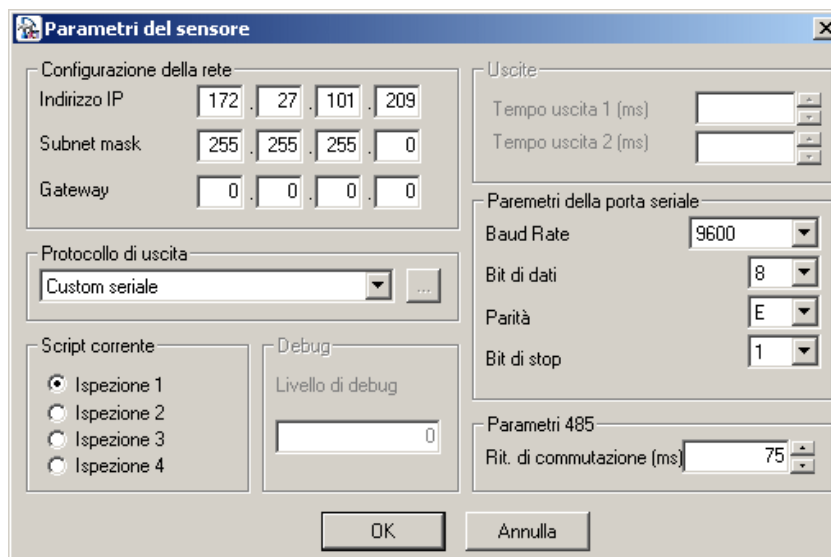 Parametri del sensore
Configurazione della rete
Indirizzo IP 172 . 27 . 101 . 209
Subnet mask 255 . 255 . 255 . 0
Gateway 0 . 0 . 0 . 0
Protocollo di uscita
Custom seriale ...
Script corrente
Ispezione 1
Ispezione 2
Ispezione 3
Ispezione 4
Debug
Livello di debug
0
Uscite
Tempo uscita 1 (ms)
Tempo uscita 2 (ms)
Paremetri della porta seriale
Baud Rate 9600
Bit di dati 8
Parità E
Bit di stop 1
Parametri 485
Rit. di commutazione (ms) 75
OK Annulla